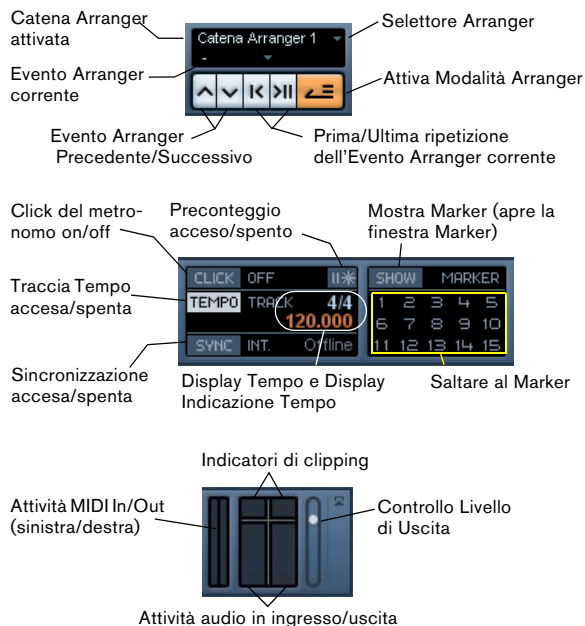 Catena Arranger
attivata
Selettore Arranger
Catena Arranger 1
-
Evento Arranger
corrente
Attiva Modalità Arranger
Evento Arranger
Precedente/Successivo
Prima/Ultima ripetizione
dell'Evento Arranger corrente
Click del metro-
nomo on/off
Preconteggio
acceso/spento
Mostra Marker (apre la
finestra Marker)
CLICK OFF
SHOW MARKER
Traccia Tempo
accesa/spenta
TEMPO TRACK 4/4
120.000
1 2 3 4 5
6 7 8 9 10
11 12 13 14 15
SYNC INT. Offline
Sincronizzazione
accesa/spenta
Display Tempo e Display
Indicazione Tempo
Saltare al Marker
Indicatori di clipping
Attività MIDI In/Out
(sinistra/destra)
Controllo Livello
di Uscita
Attività audio in ingresso/uscita